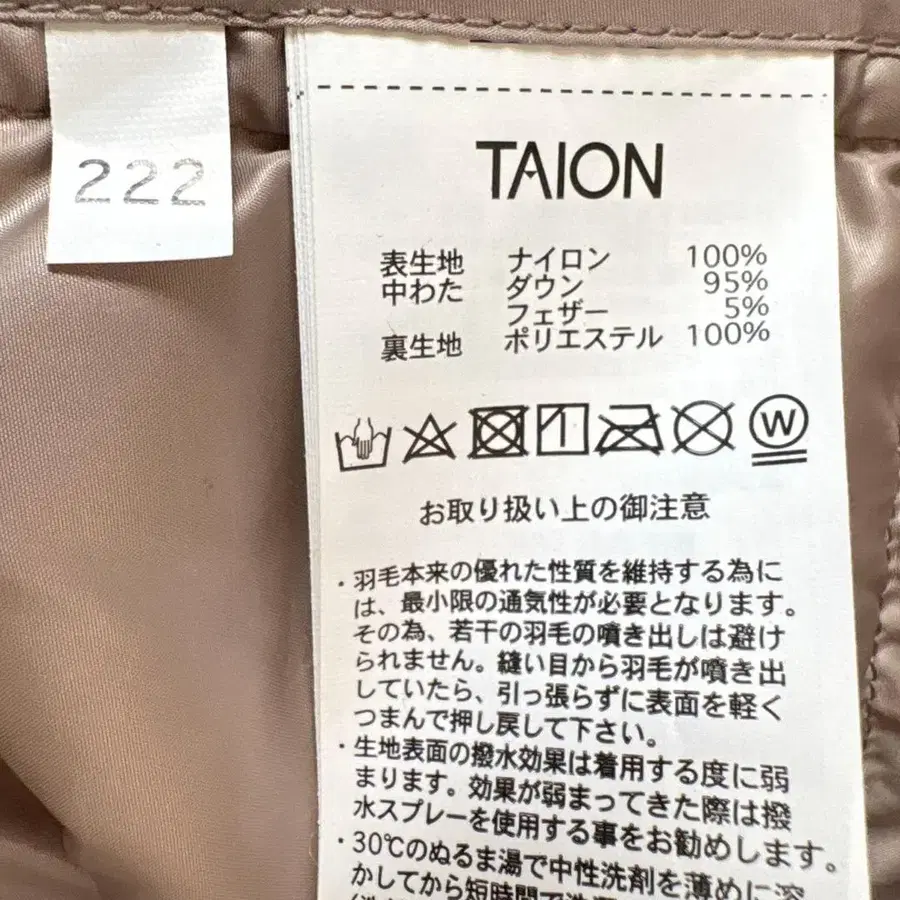 222
TAION
表生地 ナイロン 100%
中わた ダウン 95%
フェザー 5%
裏生地 ポリエステル 100%
W
お取り扱い上の御注意
・羽毛本来の優れた性質を維持する為に
は、最小限の通気性が必要となります。
その為、若干の羽毛の噴き出しは避け
られません。縫い目から羽毛が噴き出
していたら、引っ張らずに表面を軽く
つまんで押し戻して下さい。
・生地表面の撥水効果は着用する度に弱
まります。効果が弱まってきた際は撥
水スプレーを使用する事をお勧めします。
・30℃のぬるま湯で中性洗剤を薄めに溶
かしてから短時間で